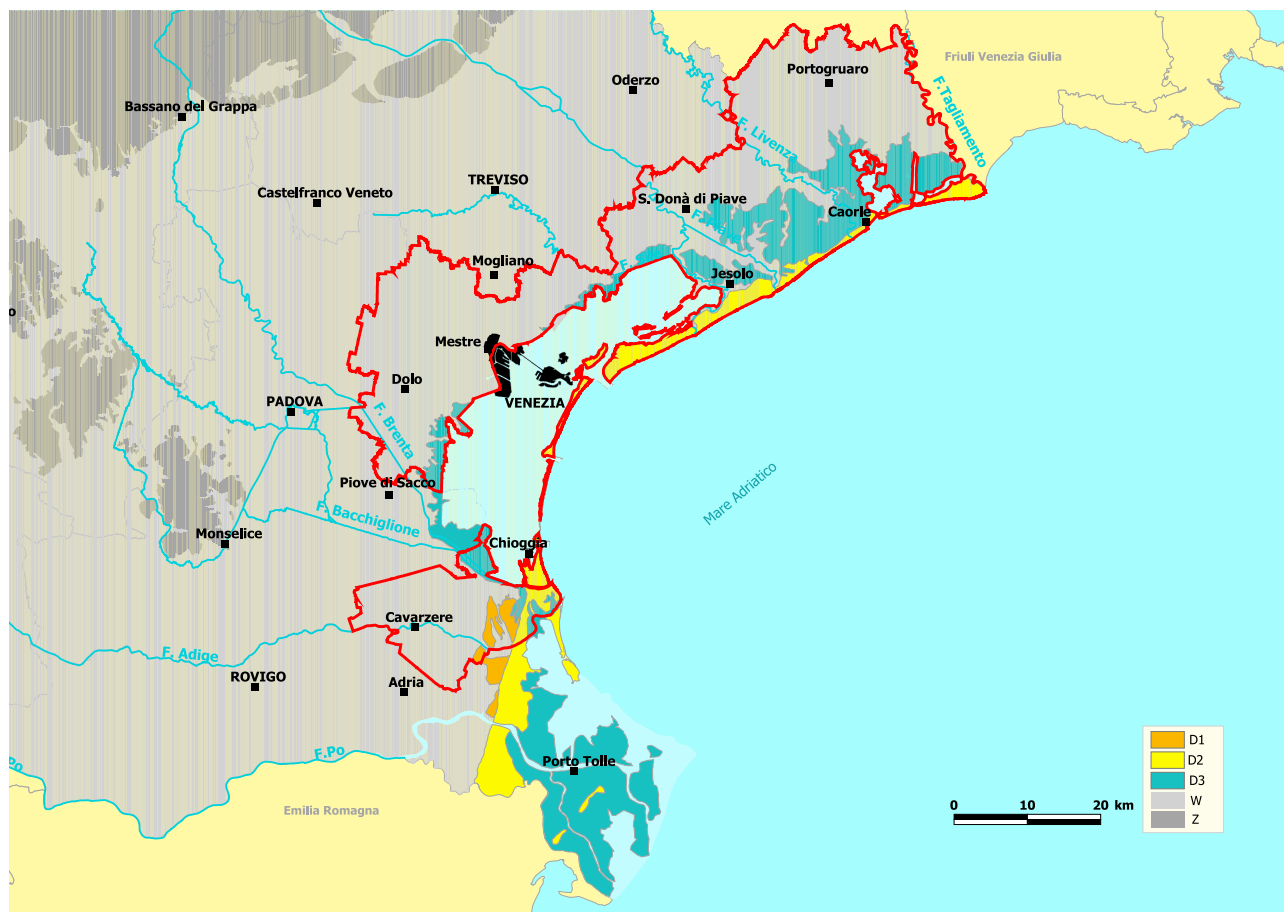 Friuli Venezia Giulia
Portogruaro
Oderzo
F.Tagliamento
Bassano del Grappa
F. Livenza
TREVISO
Castelfranco Veneto
S. Donà di Piave
Caorle
Mogliano
Jesolo
Mestre
Dolo
VENEZIA
PADOVA
F. Brenta
Piove di Sacco
Mare Adriatico
F. Bacchiglione
Monselice
Chioggia
Cavarzere
F. Adige
ROVIGO
Adria
F.Po
Po
Porto Tolle
Emilia Romagna
D1
D2
D3
W
Z
0 10 20 km